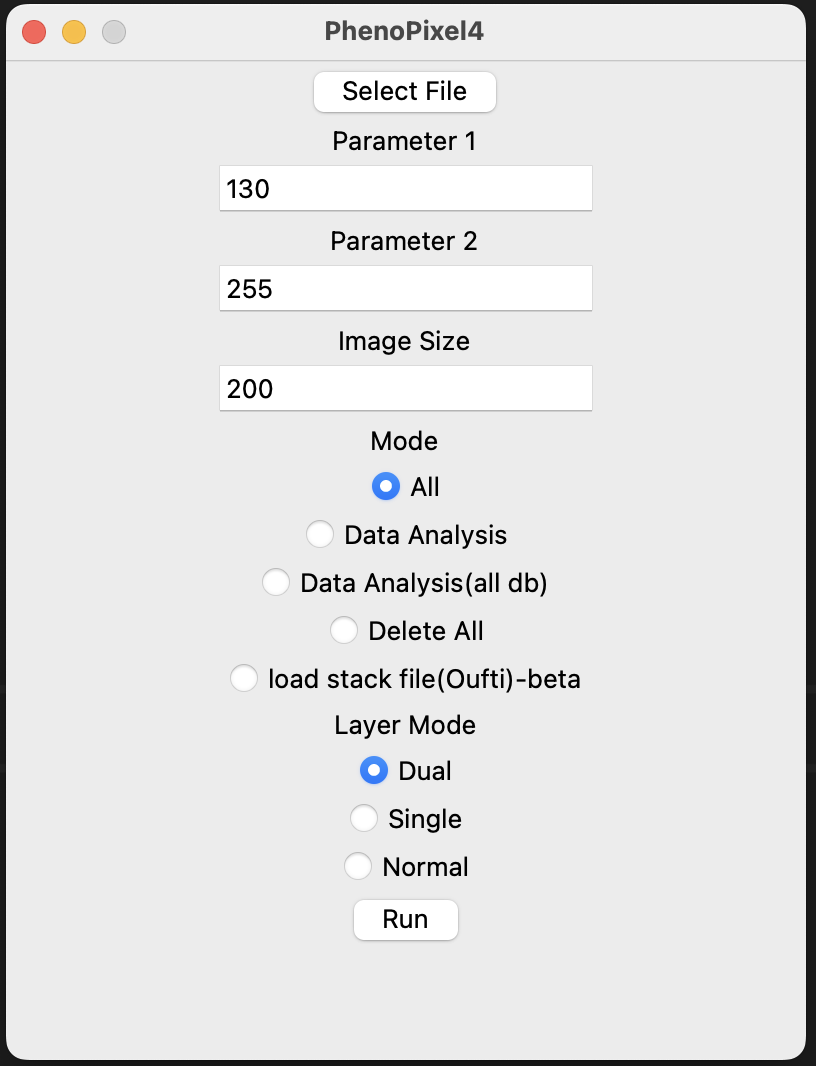 PhenoPixel4
Select File
Parameter 1
130
Parameter 2
255
Image Size
200
Mode
All
Data Analysis
Data Analysis(all db)
Delete All
load stack file(Oufti)-beta
Layer Mode
Dual
Single
Normal
Run